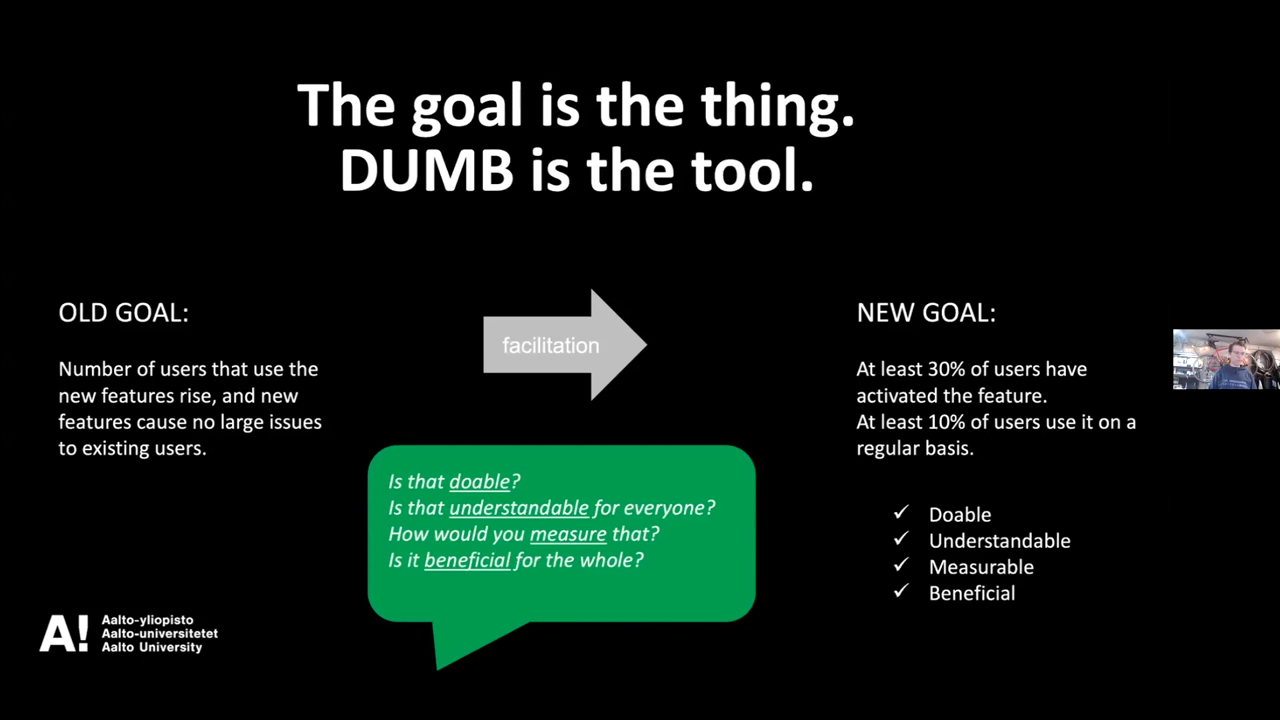 The goal is the thing.
DUMB is the tool.
OLD GOAL:
Number of users that use the
new features rise, and new
features cause no large issues
to existing users.
facilitation
Is that doable?
Is that understandable for everyone?
How would you measure that?
Is it beneficial for the whole?
NEW GOAL:
At least 30% of users have
activated the feature.
At least 10% of users use it on a
regular basis.
✓ Doable
✓ Understandable
✓ Measurable
✓ Beneficial
A!
Aalto-yliopisto
Aalto-universitetet
Aalto University